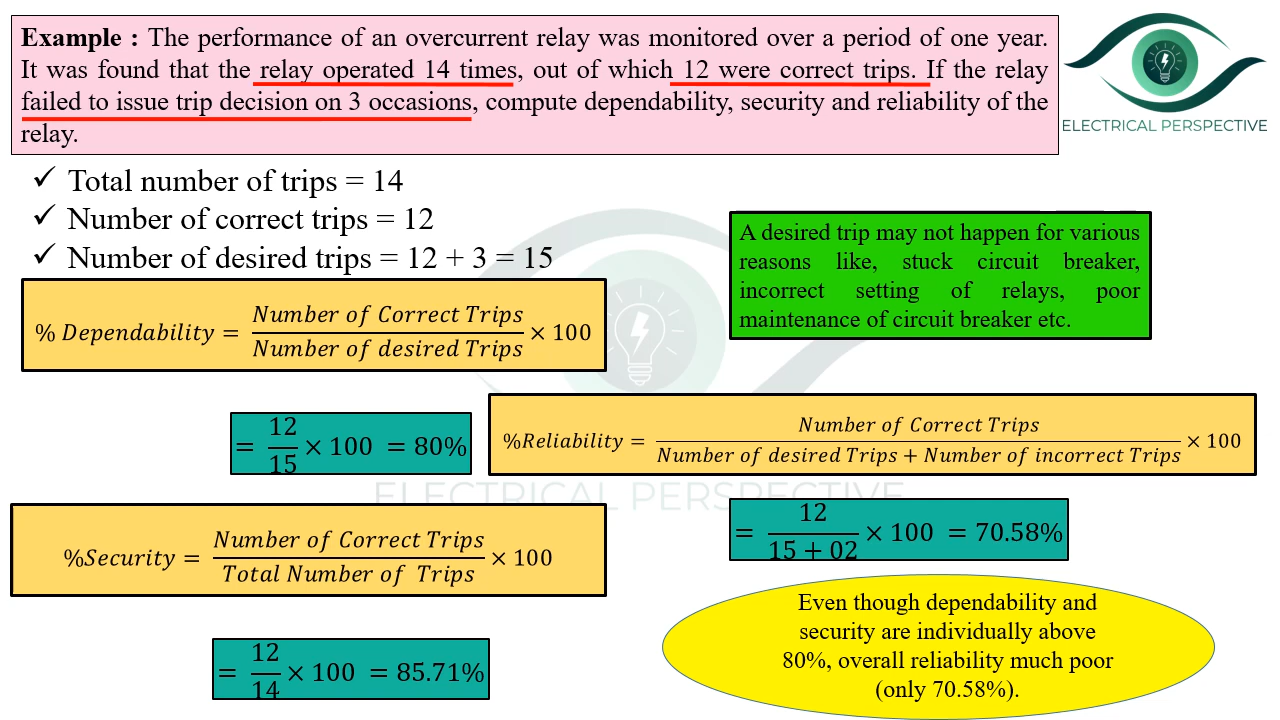 Example : The performance of an overcurrent relay was monitored over a period of one year.
It was found that the relay operated 14 times, out of which 12 were correct trips. If the relay
failed to issue trip decision on 3 occasions, compute dependability, security and reliability of the
relay.
ELECTRICAL PERSPECTIVE
✓ Total number of trips = 14
✓ Number of correct trips = 12
✓ Number of desired trips = 12 + 3 = 15
A desired trip may not happen for various
reasons like, stuck circuit breaker,
incorrect setting of relays, poor
maintenance of circuit breaker etc.
% Dependability = Number of Correct Trips / Number of desired Trips × 100
= 12/15 × 100 = 80%
%Reliability = Number of Correct Trips / Number of desired Trips + Number of incorrect Trips × 100
ELECTRICAL PERSPECTIVE
= 12 / 15 + 02 × 100 = 70.58%
%Security = Number of Correct Trips / Total Number of Trips × 100
= 12/14 × 100 = 85.71%
Even though dependability and
security are individually above
80%, overall reliability much poor
(only 70.58%).